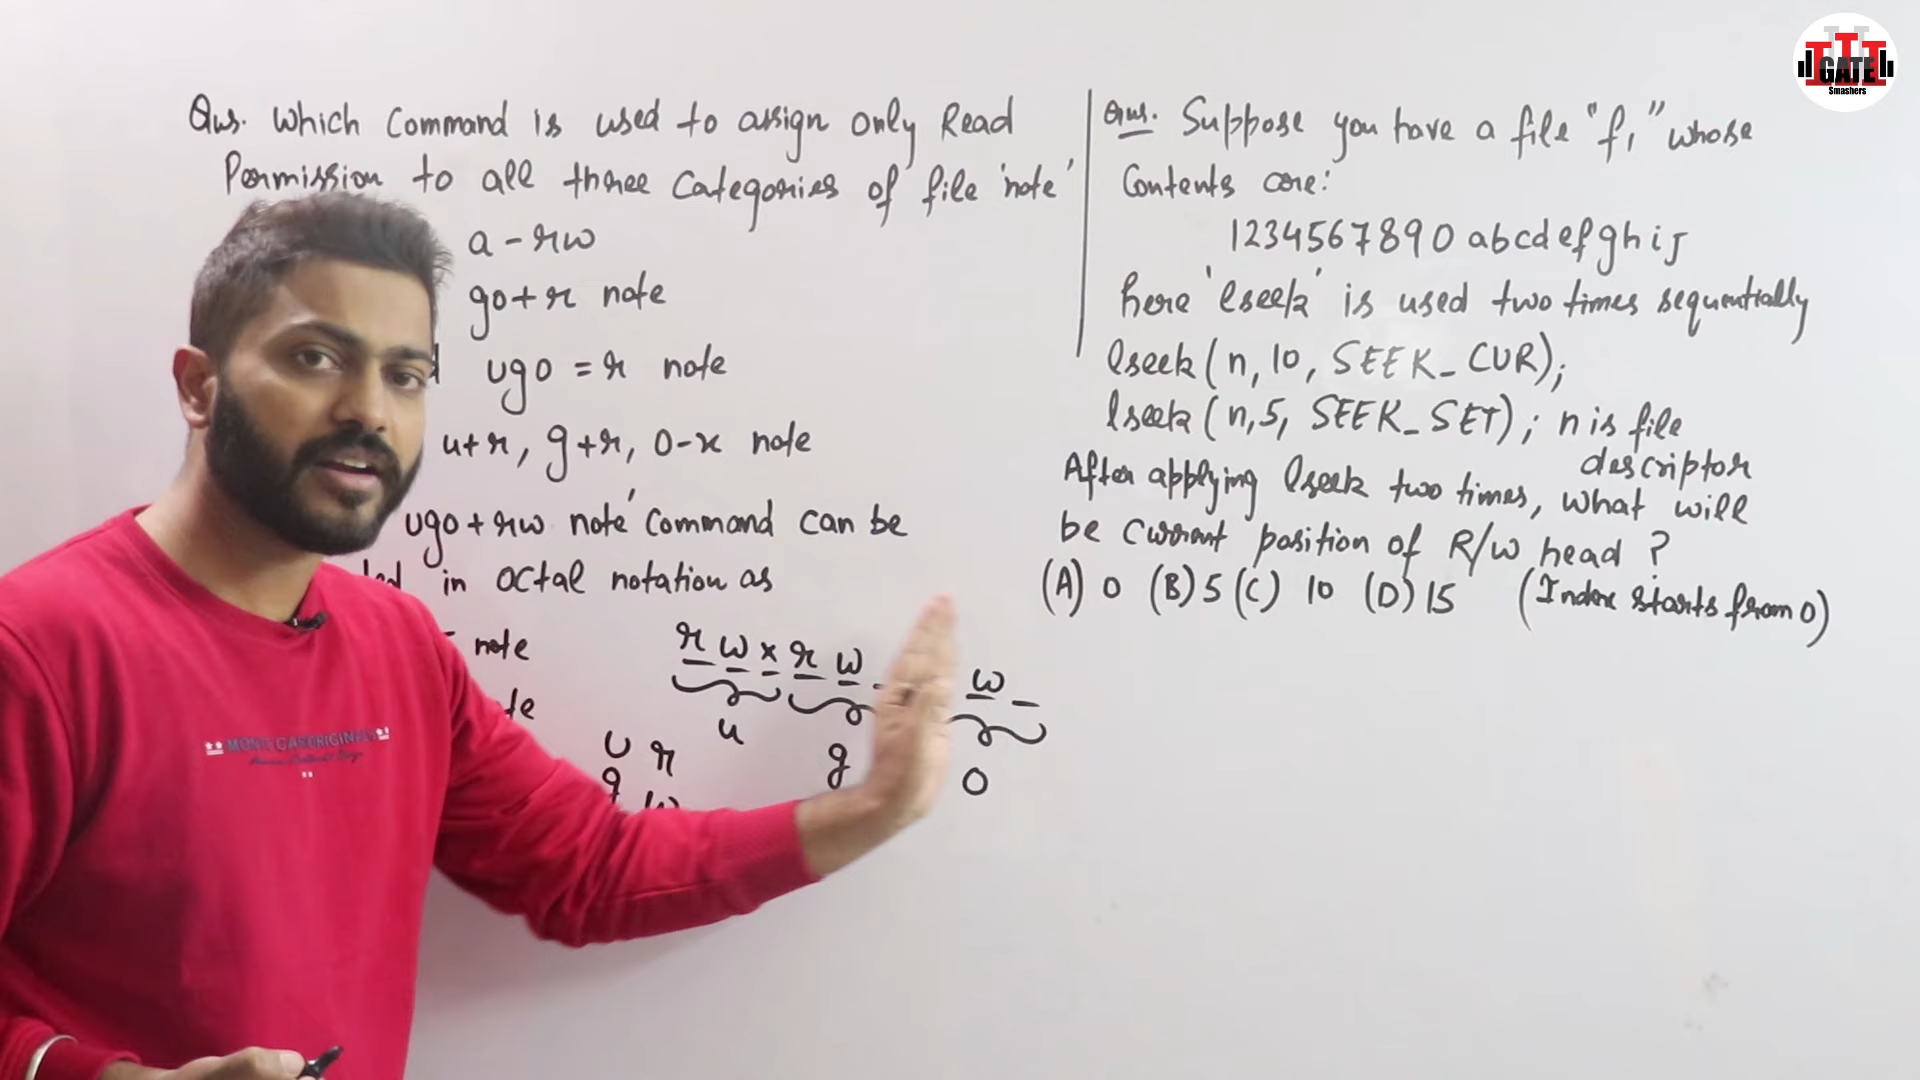 Qus. Which Command is used to assign only Read
Permission to all three Categories of file 'note'
a - rw
go+r note
ugo = r note
u+r, g+r, o-x note
ugo + rw note' Command can be
in octal notation as
note
r w x r w
w -
u
g
o
u r
g
w
Qus. Suppose you have a file "f1" whose
Contents are:
1234567890abcdefghij
here 'lseek' is used two times sequentially
lseek(n, 10, SEEK_CUR);
lseek(n, 5, SEEK_SET); n is file
descriptor
After applying lseek two times, what will
be current position of R/W head ?
(A) 0 (B) 5 (C) 10 (D) 15 (Index starts from 0)
GATE
Smashers